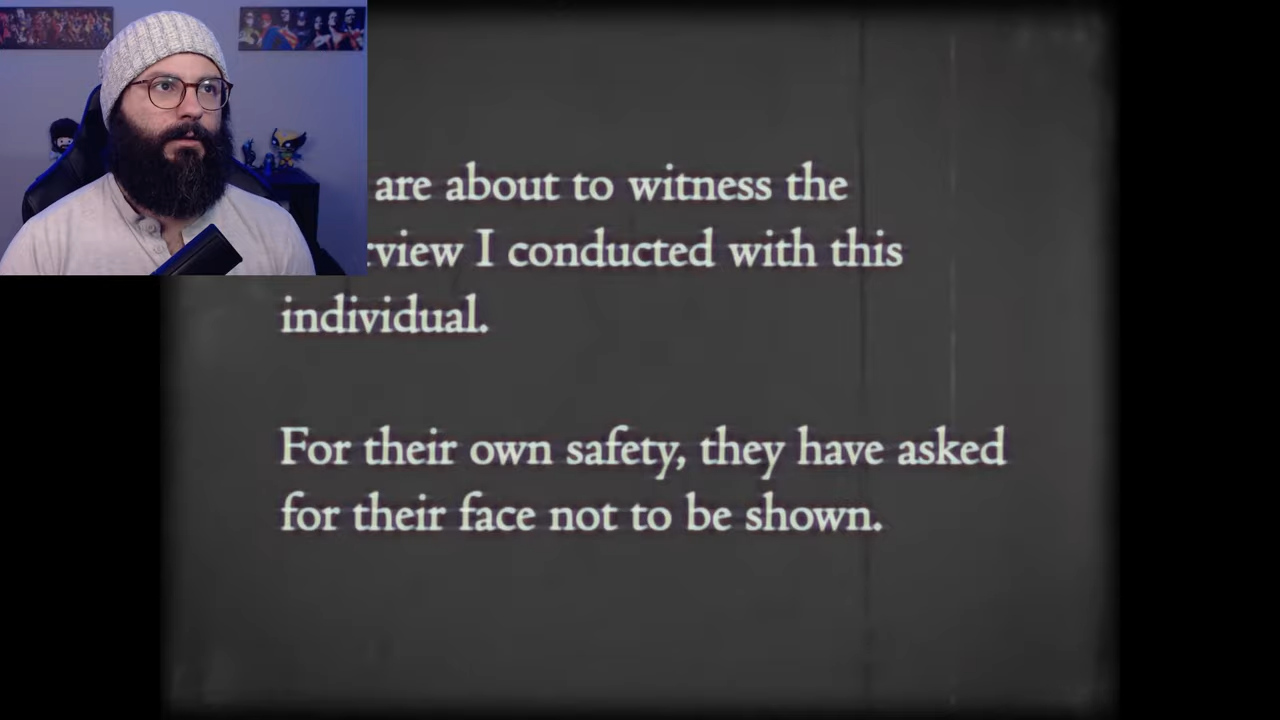 are about to witness the
rview I conducted with this
individual.
For their own safety, they have asked
for their face not to be shown.